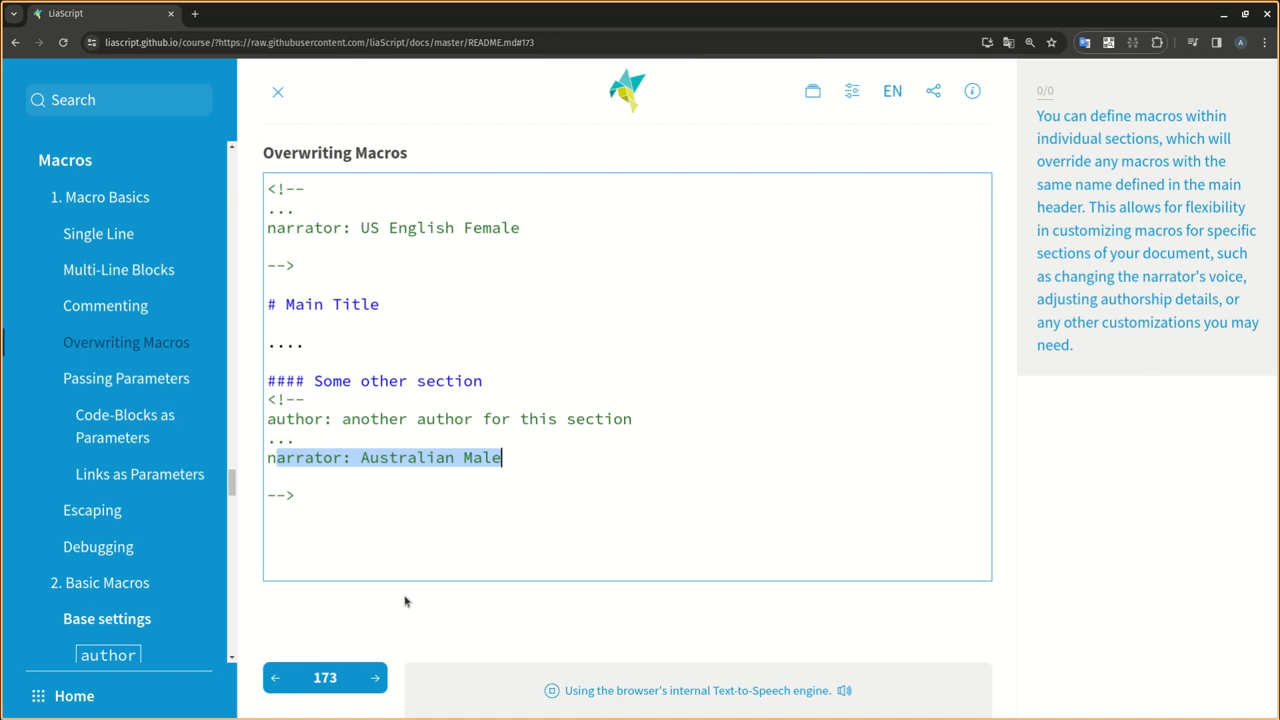 LiaScript
liascript.github.io/course/?https://raw.githubusercontent.com/liaScript/docs/master/README.md#173
A
Search
Macros
1. Macro Basics
Single Line
Multi-Line Blocks
Commenting
Overwriting Macros
Passing Parameters
Code-Blocks as
Parameters
Links as Parameters
Escaping
Debugging
2. Basic Macros
Base settings
author
Home
EN
Overwriting Macros
<!--
...
narrator: US English Female
-->
# Main Title
....
#### Some other section
<!--
author: another author for this section
...
narrator: Australian Male
-->
← 173 →
Using the browser's internal Text-to-Speech engine.
0/0
You can define macros within
individual sections, which will
override any macros with the
same name defined in the main
header. This allows for flexibility
in customizing macros for specific
sections of your document, such
as changing the narrator's voice,
adjusting authorship details, or
any other customizations you may
need.